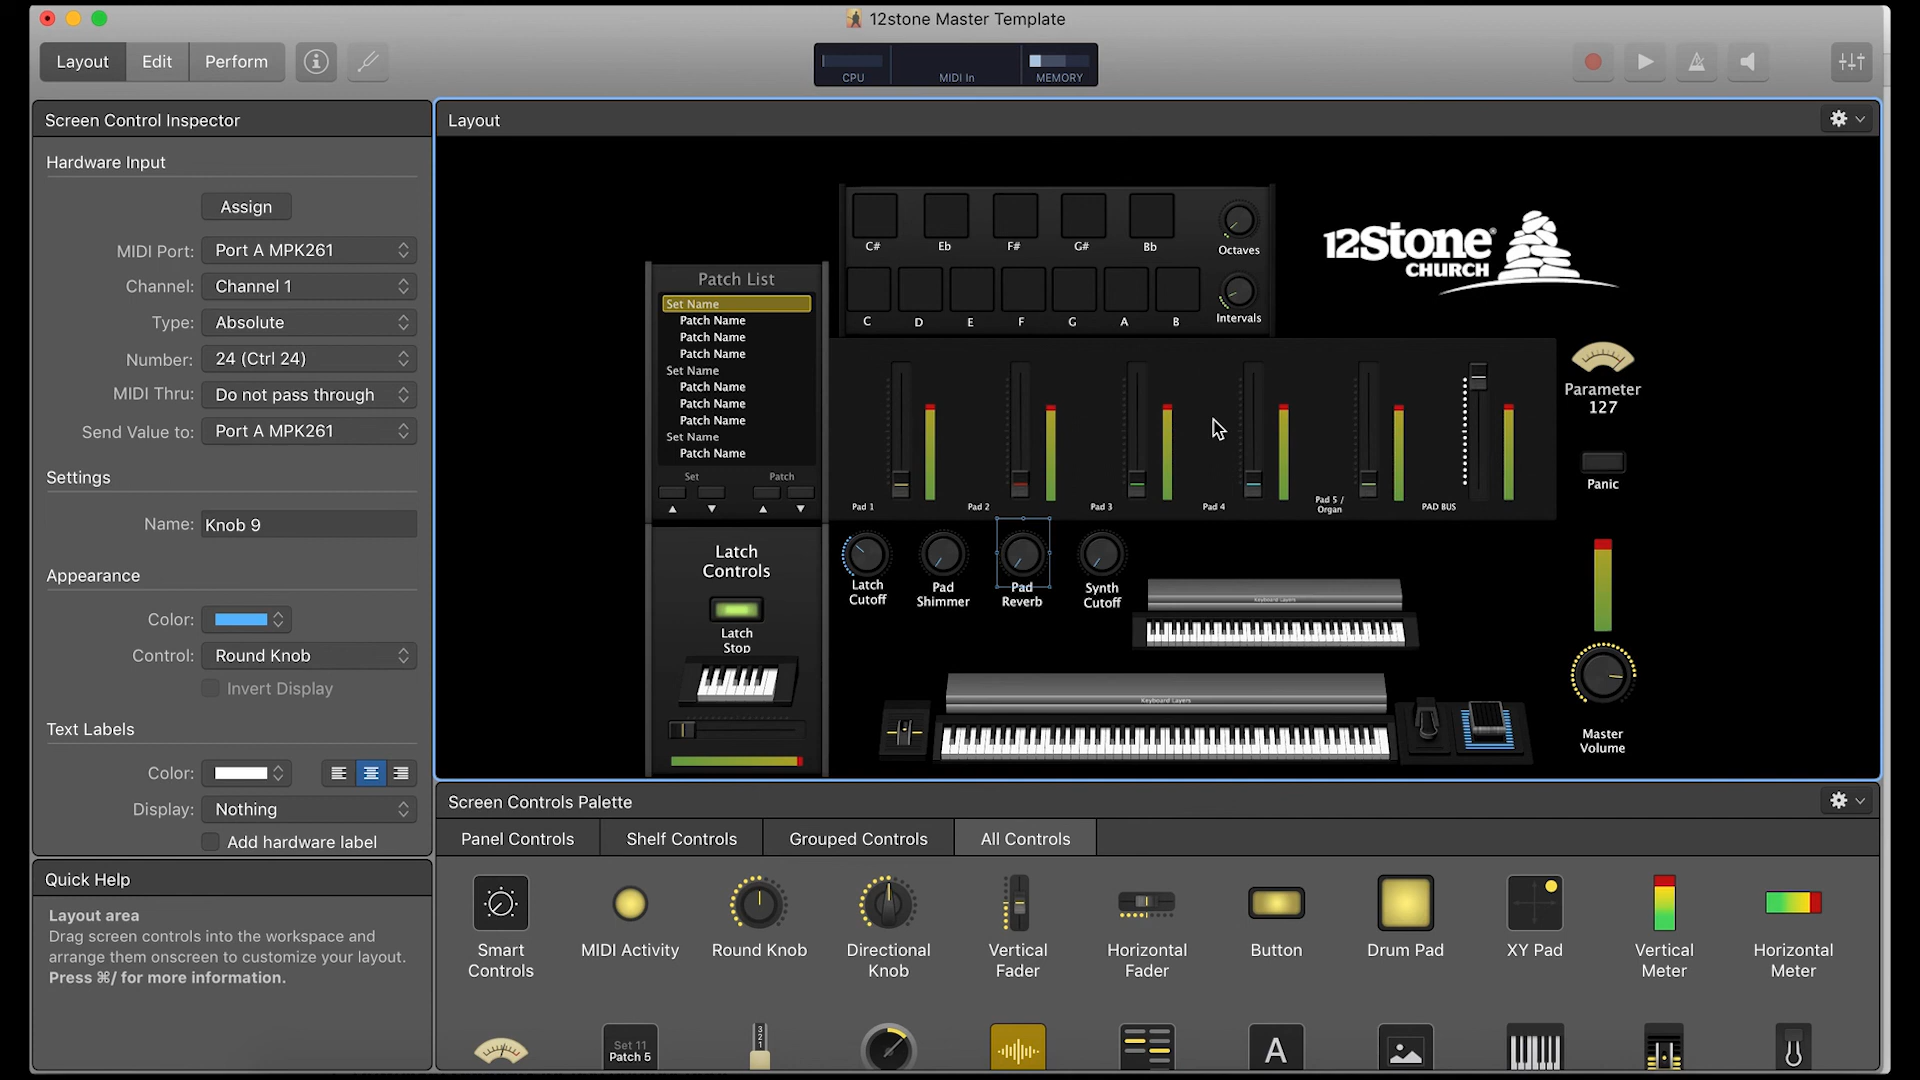 12stone Master Template
Layout
Edit
Perform
CPU
MIDI In
MEMORY
Screen Control Inspector
Hardware Input
Assign
MIDI Port: Port A MPK261
Channel: Channel 1
Type: Absolute
Number: 24 (Ctrl 24)
MIDI Thru: Do not pass through
Send Value to: Port A MPK261
Settings
Name: Knob 9
Appearance
Color:
Control: Round Knob
Invert Display
Text Labels
Color:
Display: Nothing
Add hardware label
Quick Help
Layout area
Drag screen controls into the workspace and
arrange them onscreen to customize your layout.
Press ⌘/ for more information.
Layout
C#
Eb
F#
G#
Bb
Octaves
C
D
E
F
G
A
B
Intervals
12Stone®
CHURCH
Patch List
Set Name
Patch Name
Patch Name
Patch Name
Set Name
Patch Name
Patch Name
Patch Name
Set Name
Patch Name
Set
Patch
Pad 1
Pad 2
Pad 3
Pad 4
Pad 5 /
Organ
PAD BUS
Parameter
127
Panic
Latch
Controls
Latch
Stop
Latch
Cutoff
Pad
Shimmer
Pad
Reverb
Synth
Cutoff
Keyboard Layers
Keyboard Layers
Master
Volume
Screen Controls Palette
Panel Controls
Shelf Controls
Grouped Controls
All Controls
Smart
Controls
MIDI Activity
Round Knob
Directional
Knob
Vertical
Fader
Horizontal
Fader
Button
Drum Pad
XY Pad
Vertical
Meter
Horizontal
Meter
Set 11
Patch 5
3
2
1
A